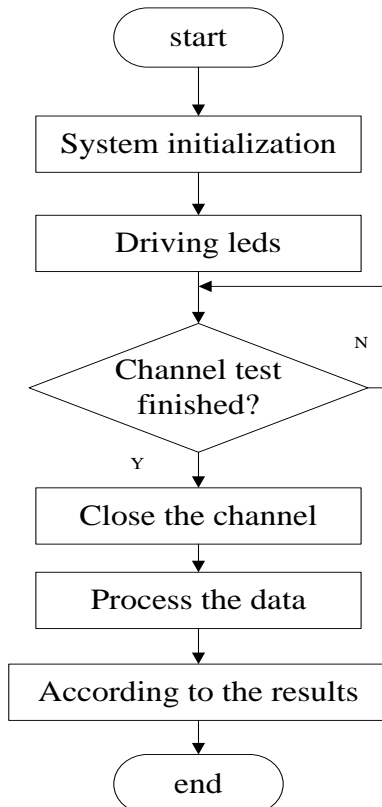 start
System initialization
Driving leds
N
Channel test
finished?
Y
Close the channel
Process the data
According to the results
end